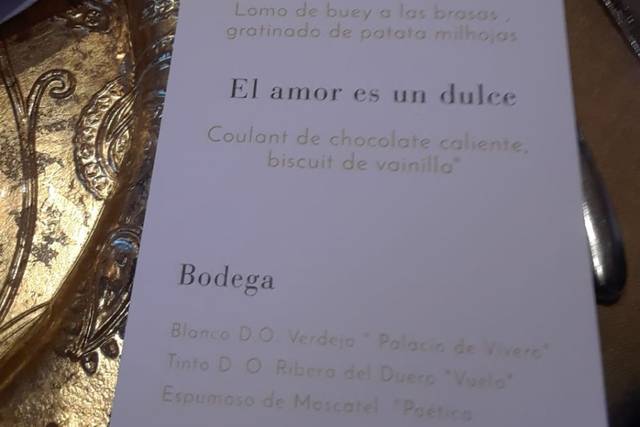 Lomo de buey a las brasas ,
gratinado de patata milhojas
El amor es un dulce
Coulant de chocolate caliente,
biscuit de vainilla"
Bodega
Blanco D.O. Verdejo " Palacio de Vivero"
Tinto D. O. Ribera del Duero "Vuelo"
Espumoso de Moscatel "Poética